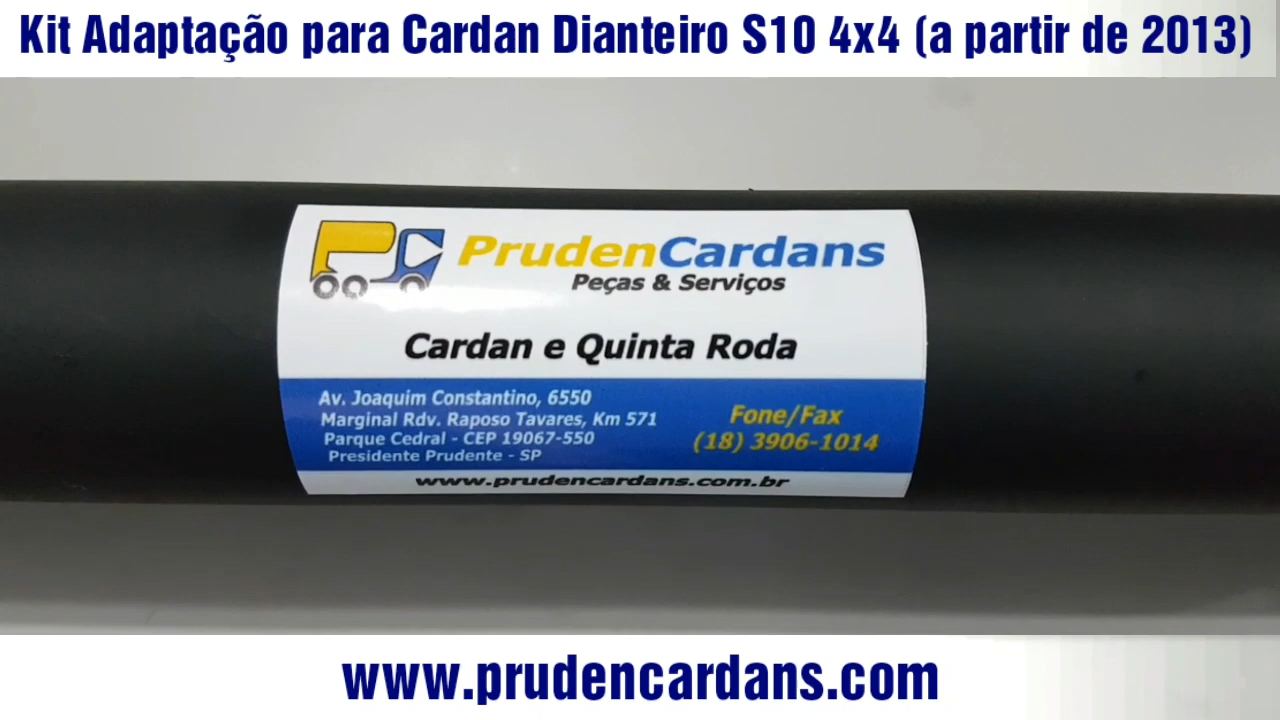 Kit Adaptação para Cardan Dianteiro S10 4x4 (a partir de 2013)
PrudenCardans
Peças & Serviços
Cardan e Quinta Roda
Av. Joaquim Constantino, 6550
Marginal Rdv. Raposo Tavares, Km 571
Parque Cedral - CEP 19067-550
Presidente Prudente - SP
Fone/Fax
(18) 3906-1014
www.prudencardans.com.br
www.prudencardans.com